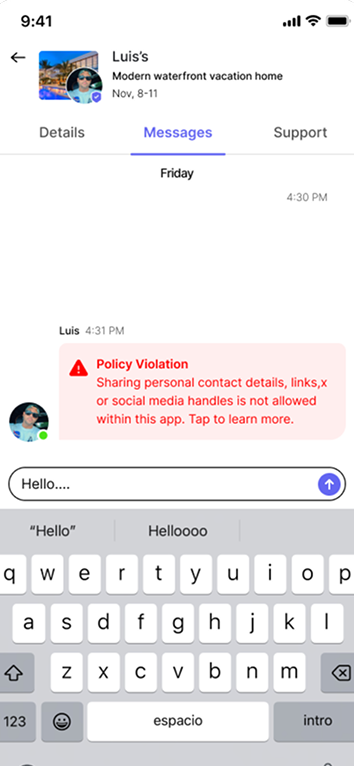 9:41
Luis’s
Modern waterfront vacation home
Nov, 8-11
Details Messages Support
Friday
4:30 PM
Luis 4:31 PM
Policy Violation
Sharing personal contact details, links,x
or social media handles is not allowed
within this app. Tap to learn more.
Hello....
“Hello” Helloooo
q w e r t y u i o p
a s d f g h j k l
z x c v b n m
123 espacio intro